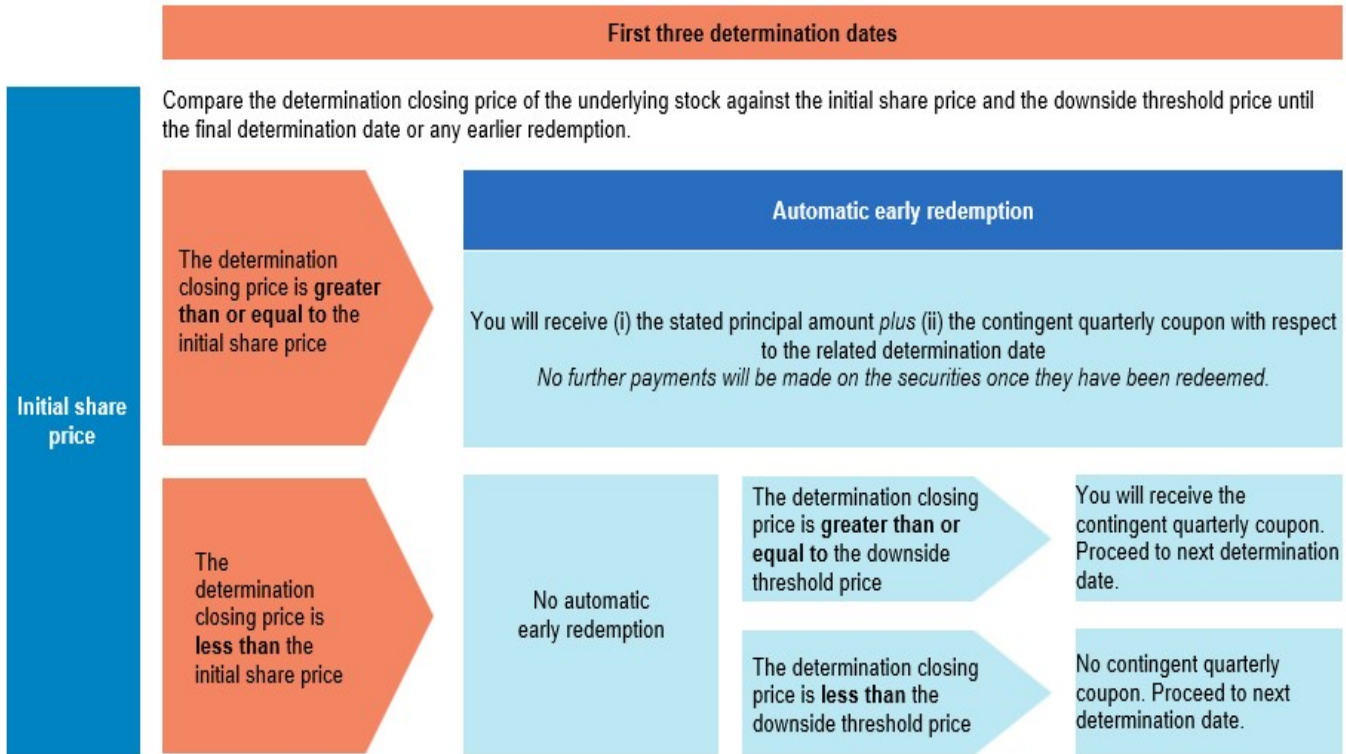 First three determination dates
Compare the determination closing price of the underlying stock against the initial share price and the downside threshold price until
the final determination date or any earlier redemption.
Initial share
price
The determination
closing price is greater
than or equal to the
initial share price
Automatic early redemption
You will receive (i) the stated principal amount plus (ii) the contingent quarterly coupon with respect
to the related determination date
No further payments will be made on the securities once they have been redeemed.
The
determination
closing price is
less than the
initial share price
No automatic
early redemption
The determination closing
price is greater than or
equal to the downside
threshold price
You will receive the
contingent quarterly coupon.
Proceed to next determination
date.
The determination closing
price is less than the
downside threshold price
No contingent quarterly
coupon. Proceed to next
determination date.